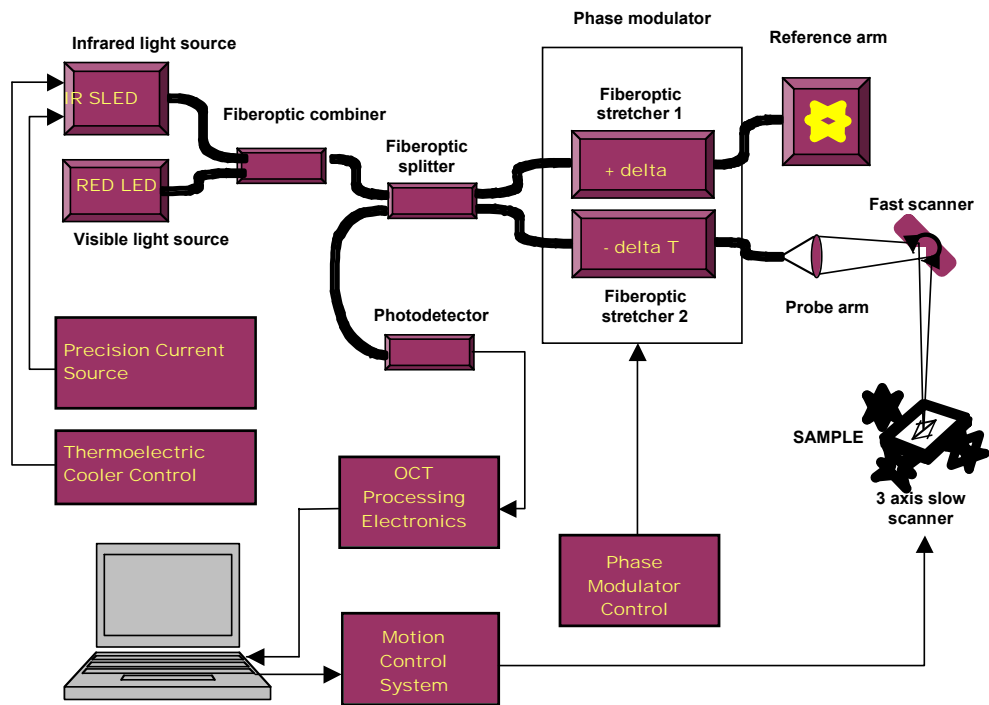 Phase modulator
Infrared light source
Reference arm
IR SLED
Fiberoptic combiner
Fiberoptic
stretcher 1
Fiberoptic
splitter
+ delta
RED LED
Visible light source
Fast scanner
- delta T
Fiberoptic
stretcher 2
Probe arm
Photodetector
Precision Current
Source
SAMPLE
Thermoelectric
Cooler Control
OCT
Processing
Electronics
3 axis slow
scanner
Phase
Modulator
Control
Motion
Control
System